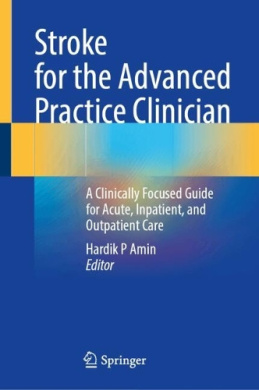 Stroke
for the Advanced
Practice Clinician
A Clinically Focused Guide
for Acute, Inpatient, and
Outpatient Care
Hardik P Amin
Editor
Springer